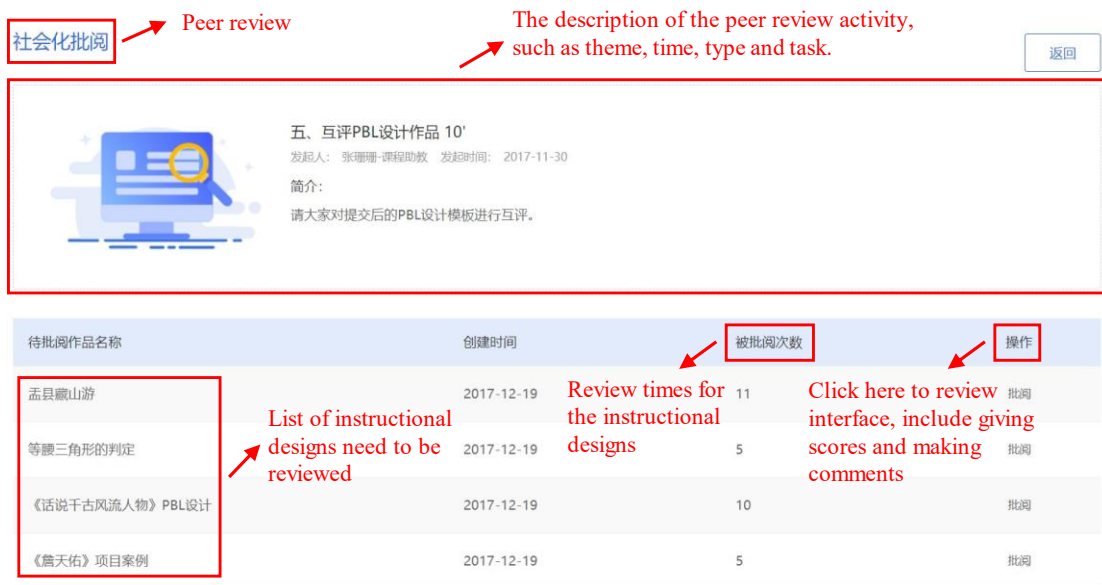 社会化批阅
Peer review
The description of the peer review activity,
such as theme, time, type and task.
返回
五、互评PBL设计作品 10'
发起人： 张珊珊-课程助教 发起时间： 2017-11-30
简介：
请大家对提交后的PBL设计模板进行互评。
待批阅作品名称 创建时间 被批阅次数 操作
盂县藏山游 2017-12-19 11 批阅
等腰三角形的判定 2017-12-19 5 批阅
《话说千古风流人物》PBL设计 2017-12-19 10 批阅
《詹天佑》项目案例 2017-12-19 5 批阅
List of instructional
designs need to be
reviewed
Review times for
the instructional
designs
Click here to review
interface, include giving
scores and making
comments